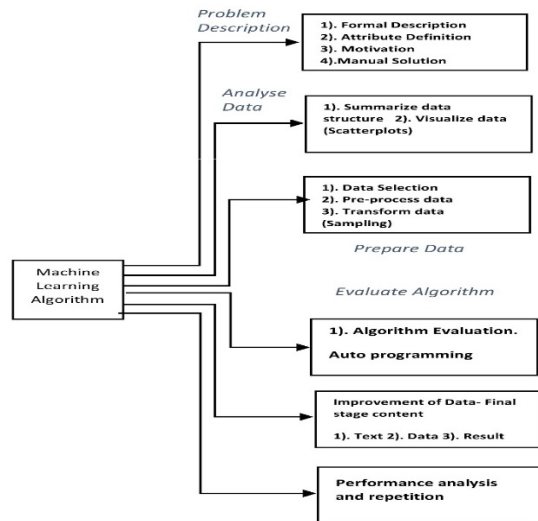 Problem
Description
1). Formal Description
2). Attribute Definition
3). Motivation
4).Manual Solution
Analyse
Data
1). Summarize data
structure 2). Visualize data
(Scatterplots)
1). Data Selection
2). Pre-process data
3). Transform data
(Sampling)
Prepare Data
Machine
Learning
Algorithm
Evaluate Algorithm
1). Algorithm Evaluation.
Auto programming
Improvement of Data- Final
stage content
1). Text 2). Data 3). Result
Performance analysis
and repetition